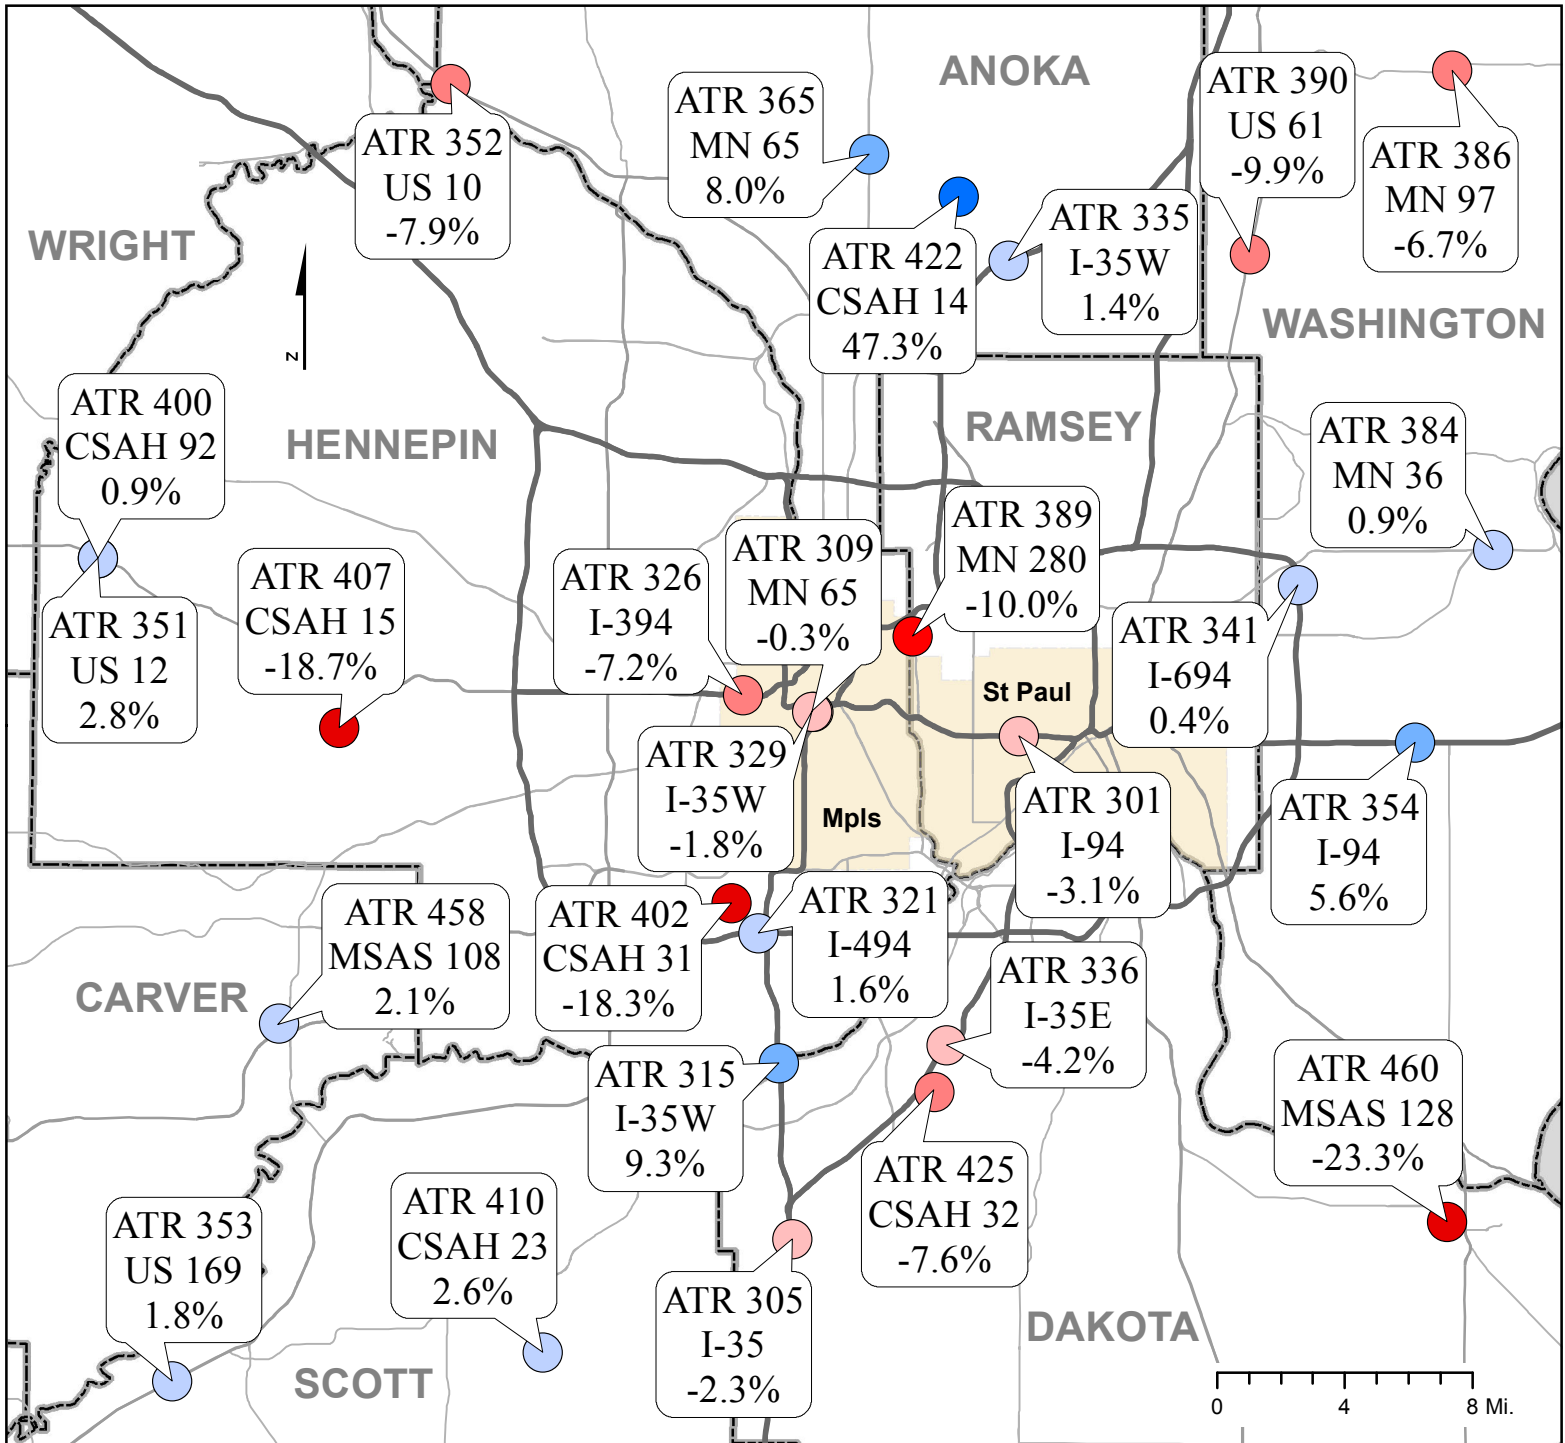 ANOKA
ATR 390
US 61
-9.9%
ATR 365
MN 65
8.0%
ATR 352
US 10
-7.9%
ATR 386
MN 97
-6.7%
WRIGHT
ATR 422
CSAH 14
47.3%
ATR 335
I-35W
1.4%
WASHINGTON
N
ATR 400
CSAH 92
0.9%
HENNEPIN
RAMSEY
ATR 384
MN 36
0.9%
ATR 389
MN 280
-10.0%
ATR 309
MN 65
-0.3%
ATR 326
I-394
-7.2%
ATR 407
CSAH 15
-18.7%
ATR 351
US 12
2.8%
ATR 341
I-694
0.4%
St Paul
ATR 329
I-35W
-1.8%
Mpls
ATR 301
I-94
-3.1%
ATR 354
I-94
5.6%
ATR 458
MSAS 108
2.1%
ATR 402
CSAH 31
-18.3%
ATR 321
I-494
1.6%
ATR 336
I-35E
-4.2%
CARVER
ATR 315
I-35W
9.3%
ATR 460
MSAS 128
-23.3%
ATR 425
CSAH 32
-7.6%
ATR 410
CSAH 23
2.6%
ATR 353
US 169
1.8%
ATR 305
I-35
-2.3%
DAKOTA
SCOTT
0 4 8 Mi.